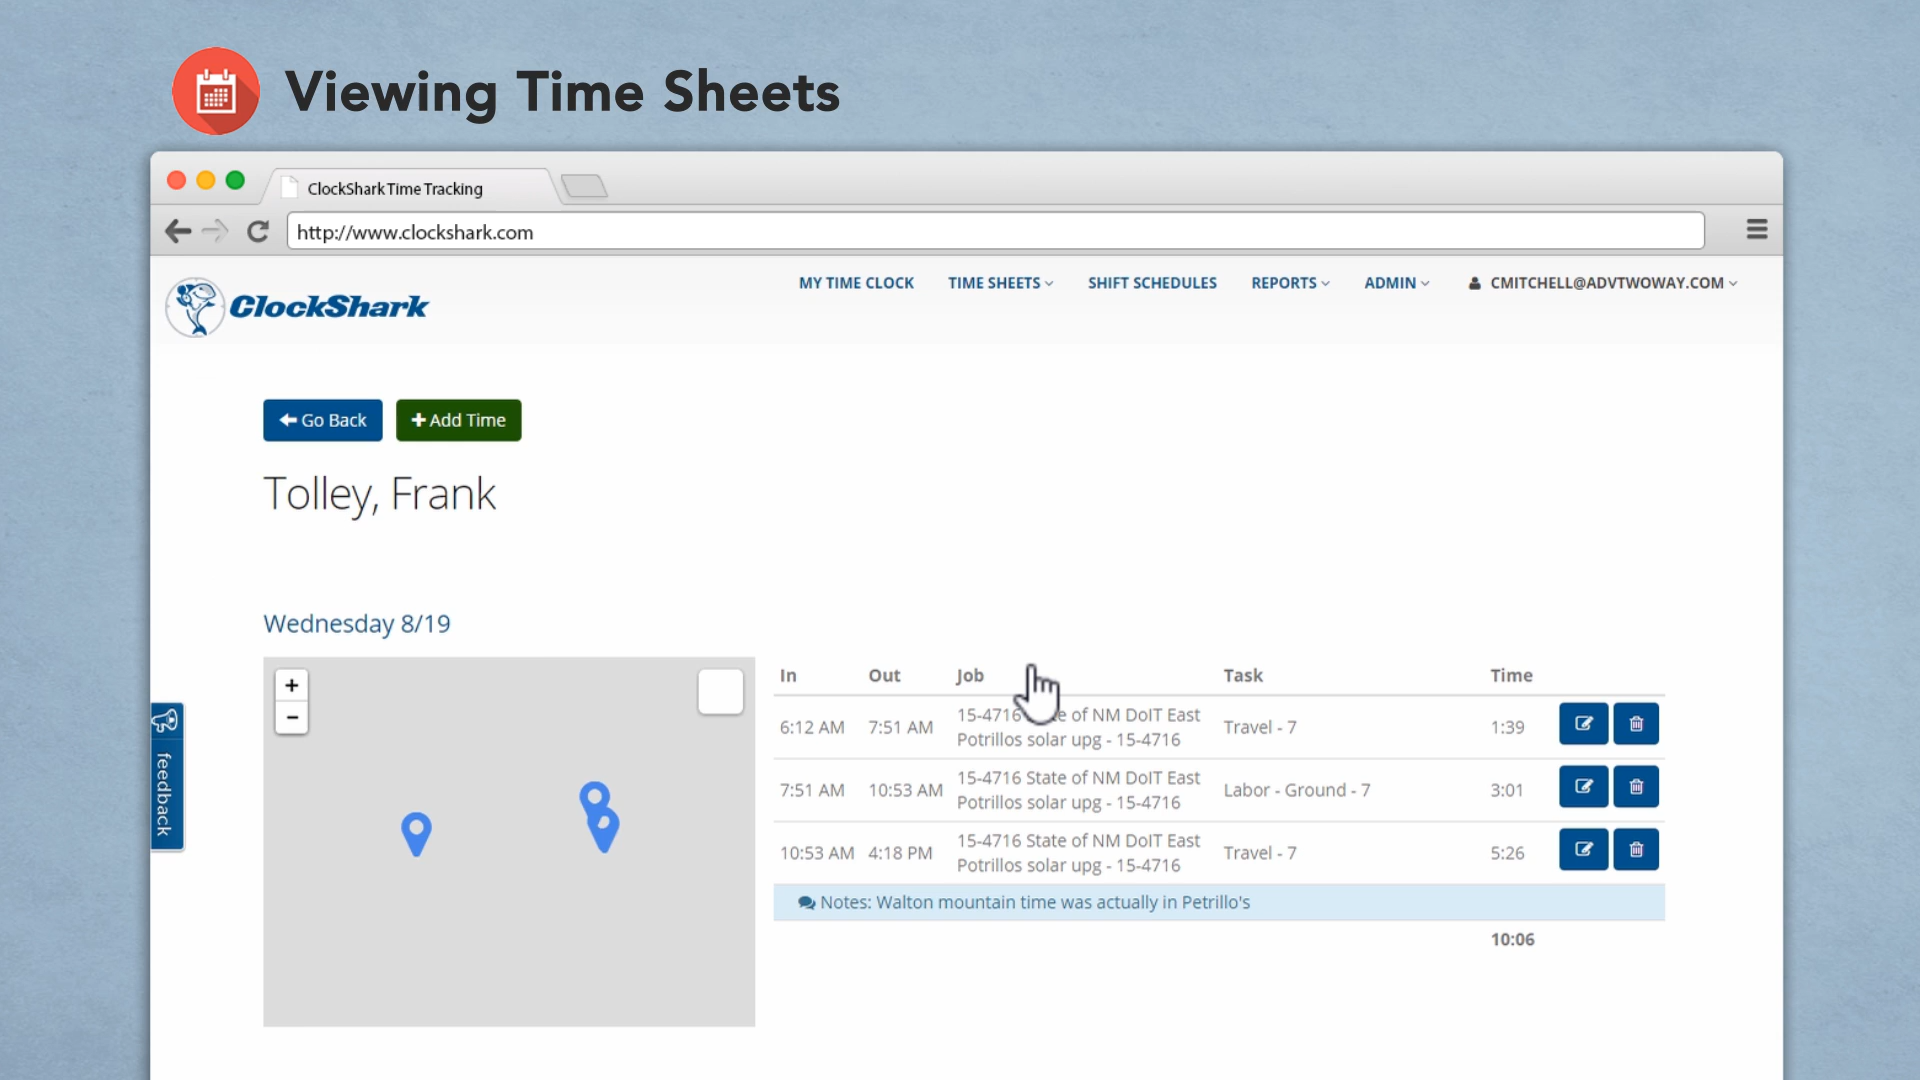 Viewing Time Sheets
ClockShark Time Tracking
http://www.clockshark.com
ClockShark
MY TIME CLOCK TIME SHEETS SHIFT SCHEDULES REPORTS ADMIN CMITCHELL@ADVTWOWAY.COM
Go Back + Add Time
Tolley, Frank
Wednesday 8/19
+
−
feedback
In Out Job Task Time
6:12 AM 7:51 AM 15-4716 of NM DoIT East Potrillos solar upg - 15-4716 Travel - 7 1:39
7:51 AM 10:53 AM 15-4716 State of NM DoIT East Potrillos solar upg - 15-4716 Labor - Ground - 7 3:01
10:53 AM 4:18 PM 15-4716 State of NM DoIT East Potrillos solar upg - 15-4716 Travel - 7 5:26
Notes: Walton mountain time was actually in Petrillo's
10:06